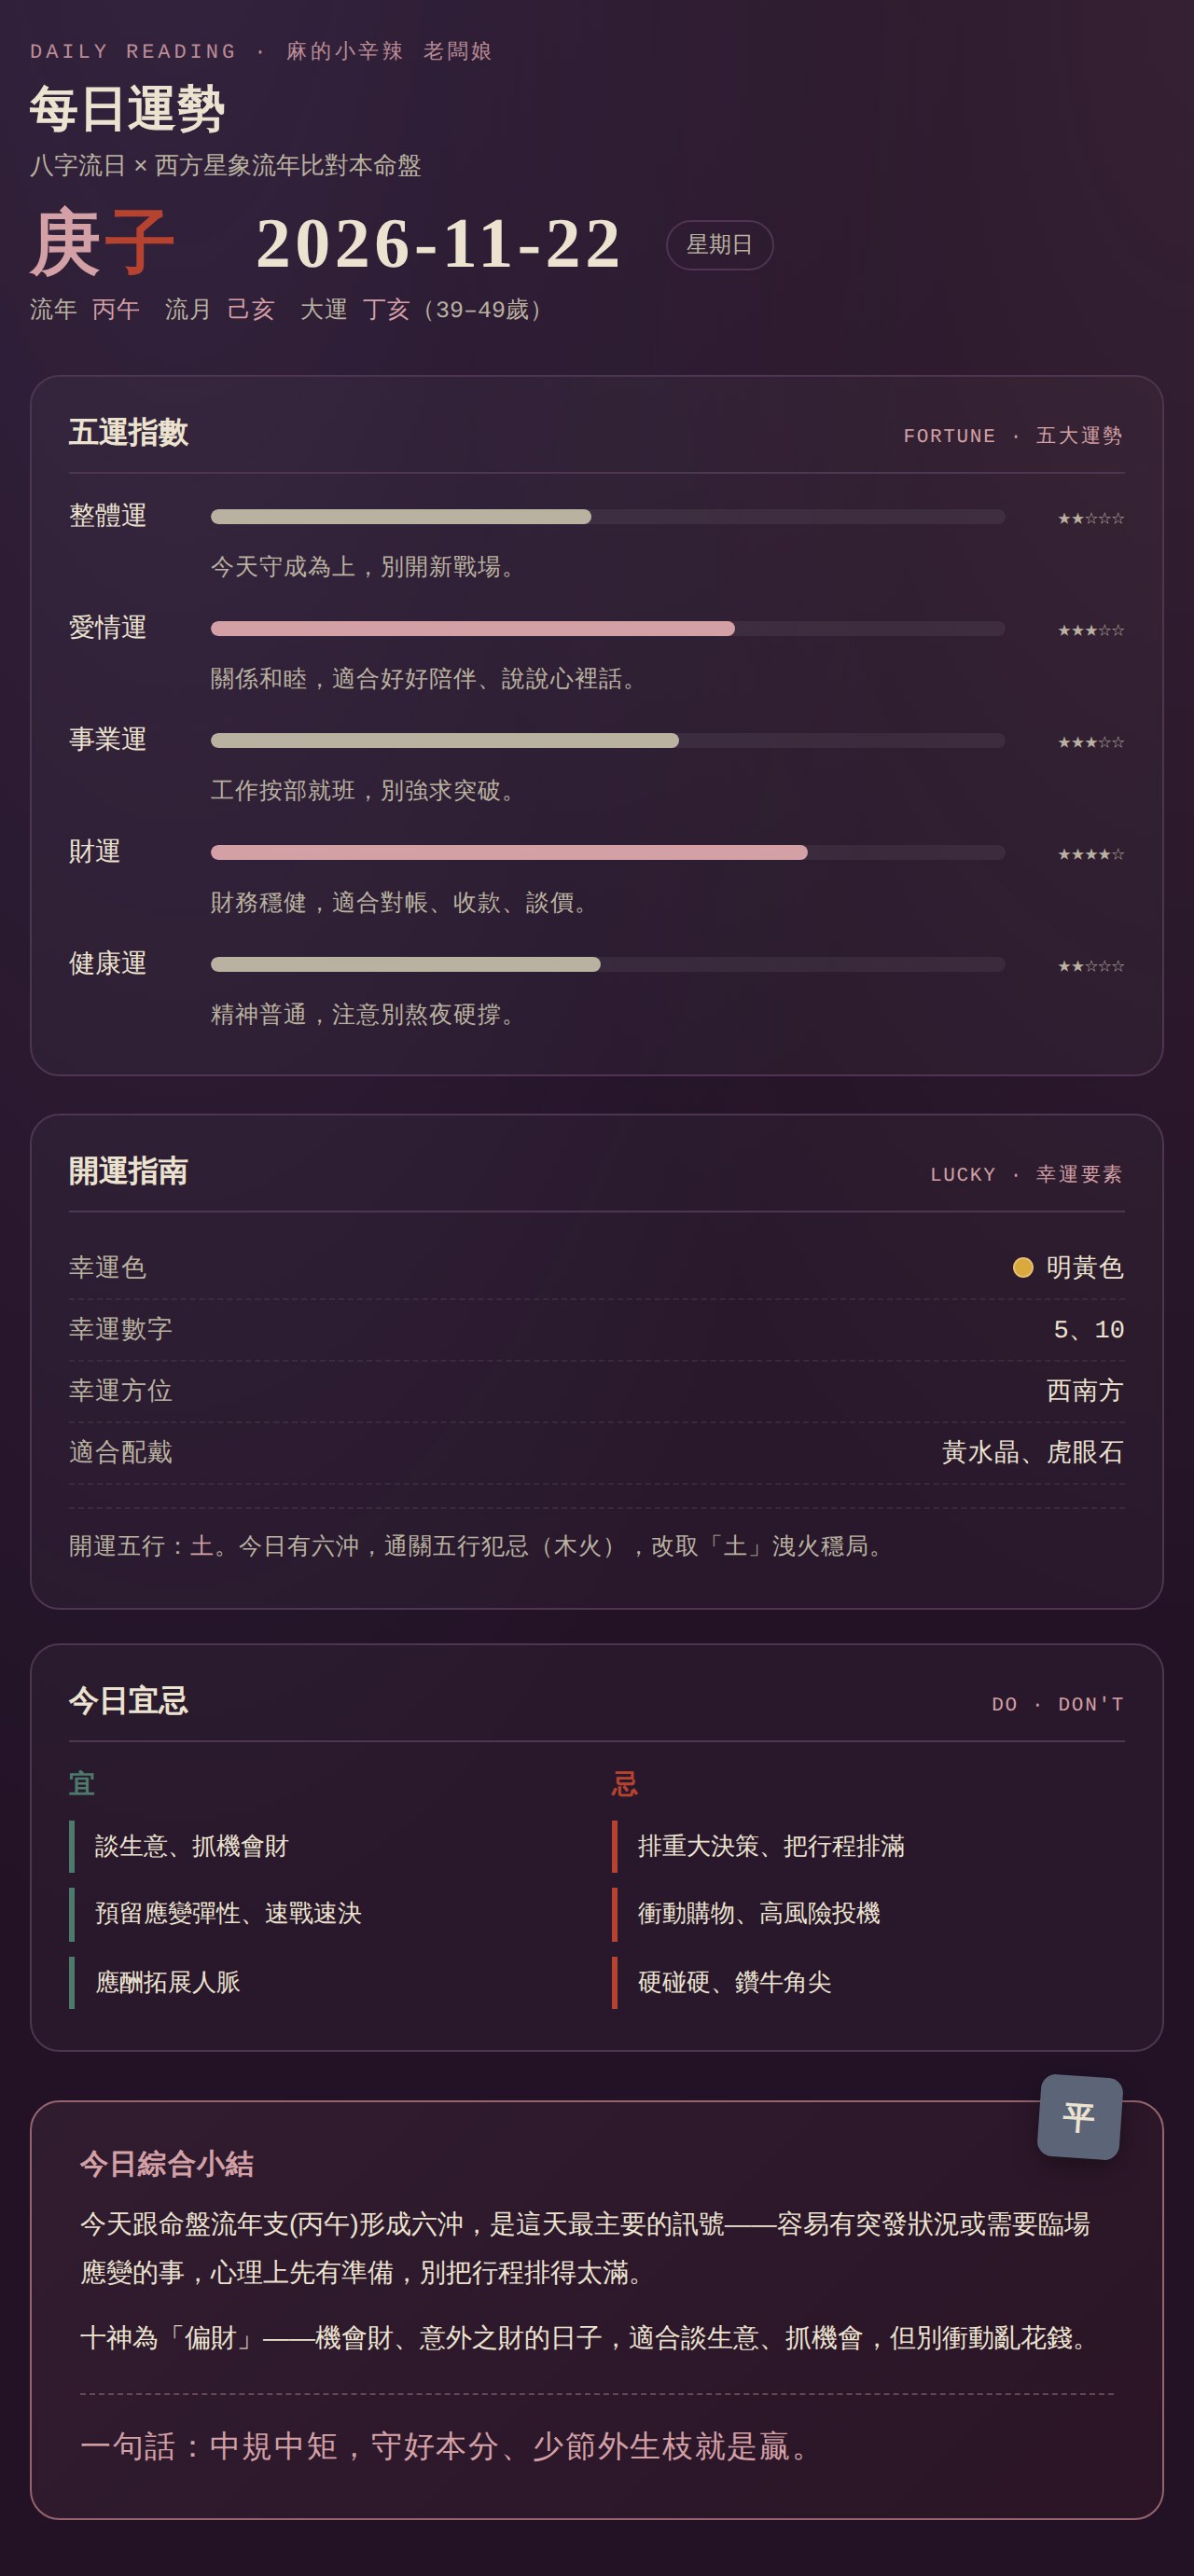 DAILY READING · 麻的小辛辣 老闆娘
每日運勢
八字流日 × 西方星象流年比對本命盤
庚子 2026-11-22 星期日
流年 丙午 流月 己亥 大運 丁亥（39–49歲）
五運指數 FORTUNE · 五大運勢
整體運 ★★☆☆☆
今天守成為上，別開新戰場。
愛情運 ★★★☆☆
關係和睦，適合好好陪伴、說說心裡話。
事業運 ★★★☆☆
工作按部就班，別強求突破。
財運 ★★★★☆
財務穩健，適合對帳、收款、談價。
健康運 ★★☆☆☆
精神普通，注意別熬夜硬撐。
開運指南 LUCKY · 幸運要素
幸運色 明黃色
幸運數字 5、10
幸運方位 西南方
適合配戴 黃水晶、虎眼石
開運五行：土。今日有六沖，通關五行犯忌（木火），改取「土」洩火穩局。
今日宜忌 DO · DON'T
宜 忌
談生意、抓機會財 排重大決策、把行程排滿
預留應變彈性、速戰速決 衝動購物、高風險投機
應酬拓展人脈 硬碰硬、鑽牛角尖
平
今日綜合小結
今天跟命盤流年支(丙午)形成六沖，是這天最主要的訊號——容易有突發狀況或需要臨場
應變的事，心理上先有準備，別把行程排得太滿。
十神為「偏財」——機會財、意外之財的日子，適合談生意、抓機會，但別衝動亂花錢。
一句話：中規中矩，守好本分、少節外生枝就是贏。